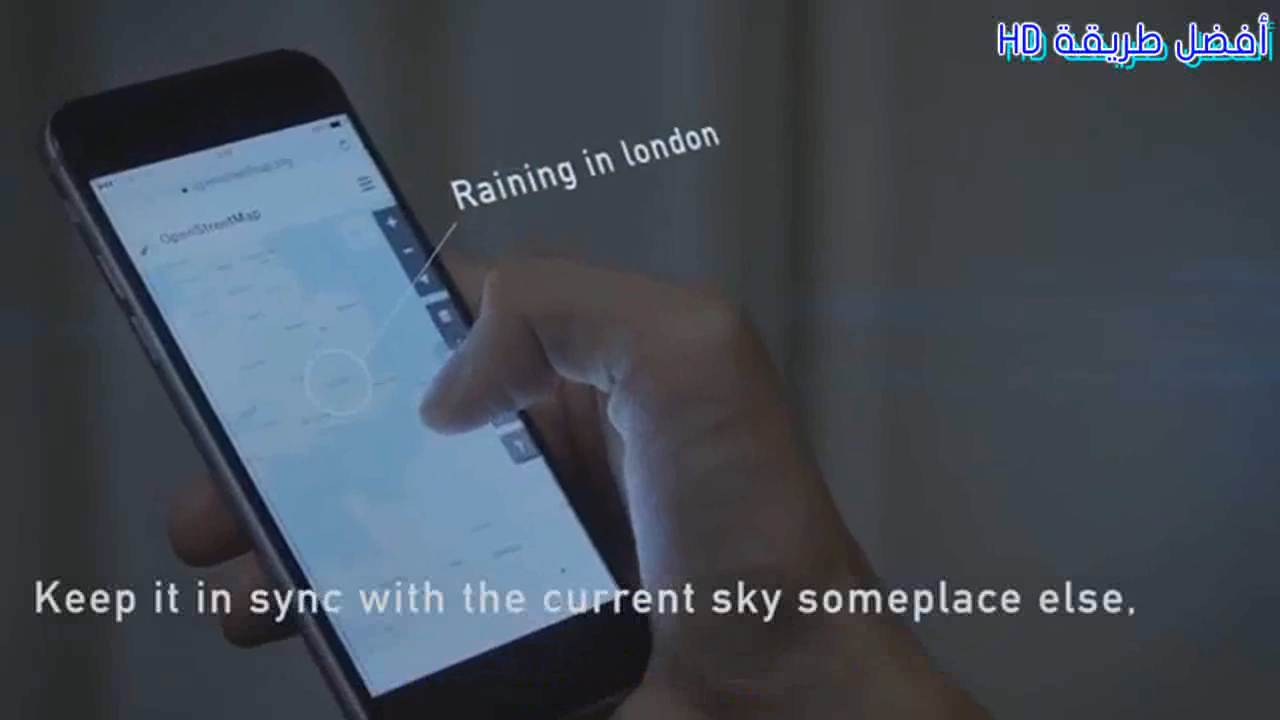 أفضل طريقة HD
Raining in london
OpenStreetMap
Keep it in sync with the current sky someplace else,